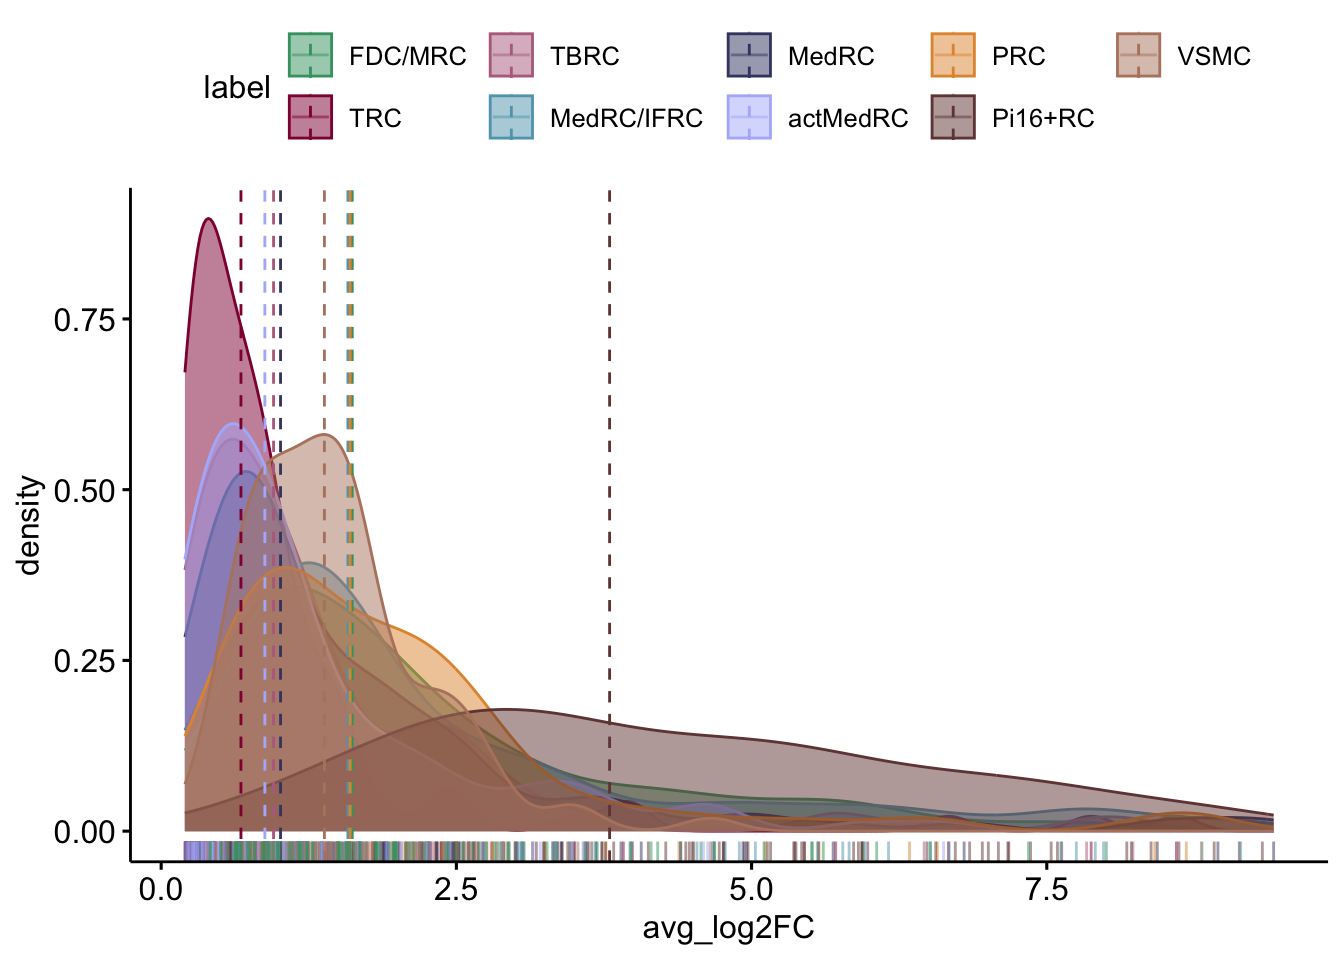 label
FDC/MRC TBRC MedRC PRC VSMC
TRC MedRC/IFRC actMedRC Pi16+RC
density
0.75
0.50
0.25
0.00
0.0 2.5 5.0 7.5
avg_log2FC